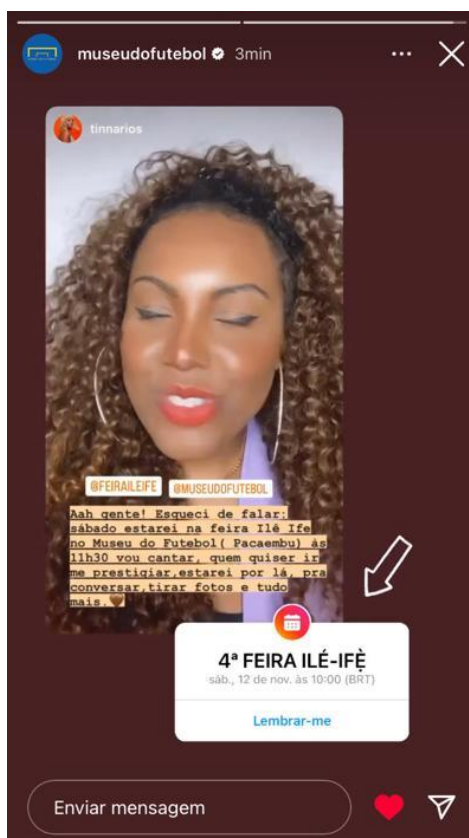 museudofutebol 3min
tinnarios
@FEIRAILEIFE @MUSEUDOFUTEBOL
Aah gente! Esqueci de falar:
sábado estarei na feira Ilê Ife
no Museu do Futebol( Pacaembu) ás
11h30 vou cantar, quem quiser ir
me prestigiar,estarei por lá, pra
conversar,tirar fotos e tudo
mais.
4ª FEIRA ILÉ-IFẸ̀
sáb., 12 de nov. às 10:00 (BRT)
Lembrar-me
Enviar mensagem